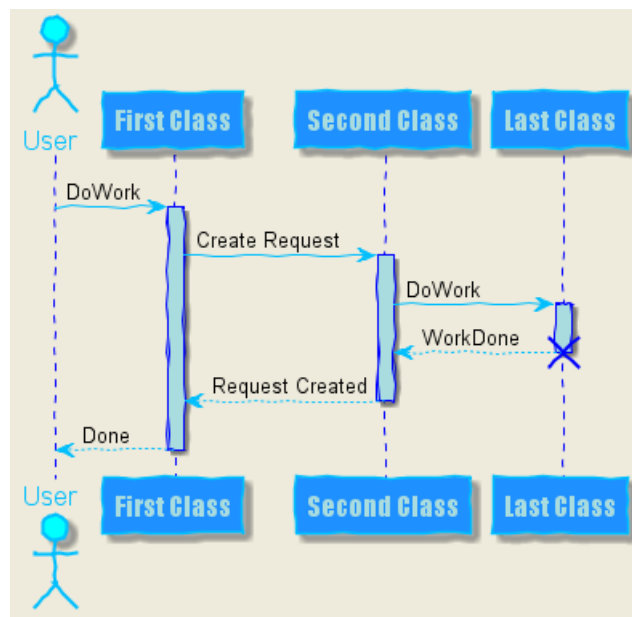 User
First Class
Second Class
Last Class
DoWork
Create Request
DoWork
WorkDone
Request Created
Done
User
First Class
Second Class
Last Class